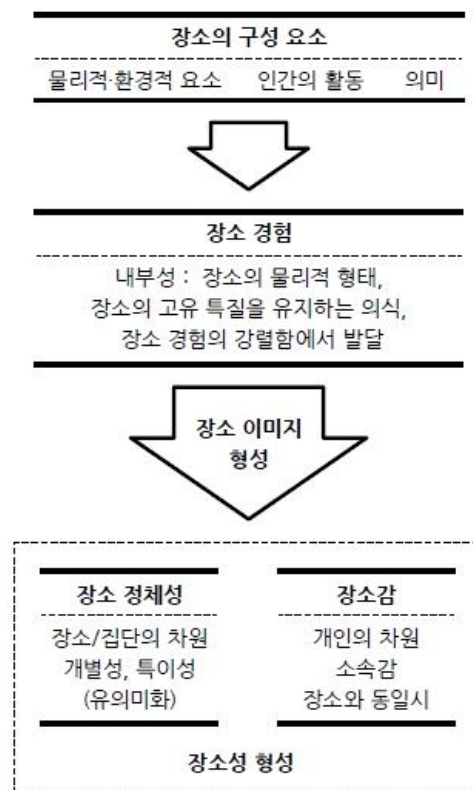 장소의 구성 요소
물리적·환경적 요소 인간의 활동 의미
장소 경험
내부성 : 장소의 물리적 형태,
장소의 고유 특질을 유지하는 의식,
장소 경험의 강렬함에서 발달
장소 이미지
형성
장소 정체성
장소/집단의 차원
개별성, 특이성
(유의미화)
장소감
개인의 차원
소속감
장소와 동일시
장소성 형성